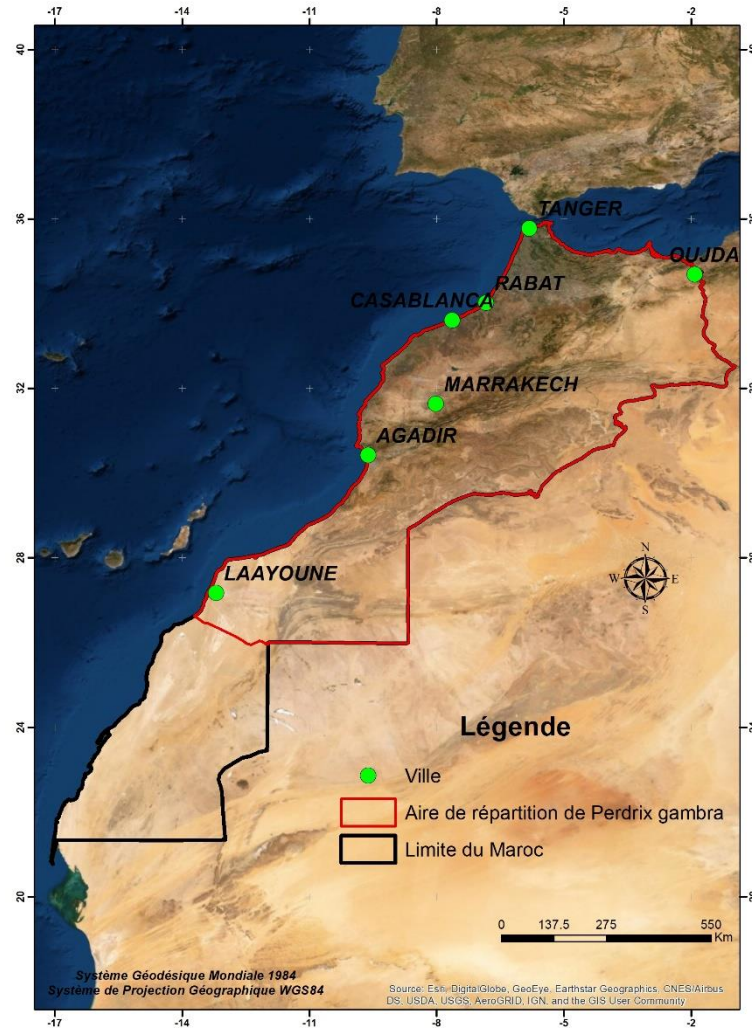 -17 -14 -11 -8 -5 -2
40
36
TANGER
OUJDA
RABAT
CASABLANCA
32
MARRAKECH
AGADIR
28
LAAYOUNE
N
W E
S
24
Légende
Ville
Aire de répartition de Perdrix gambra
Limite du Maroc
20
0 137.5 275 550
Km
Système Géodésique Mondiale 1984
Système de Projection Géographique WGS84
Source: Esri, DigitalGlobe, GeoEye, Earthstar Geographics, CNES/Airbus
DS, USDA, USGS, AeroGRID, IGN, and the GIS User Community
-17 -14 -11 -8 -5 -2